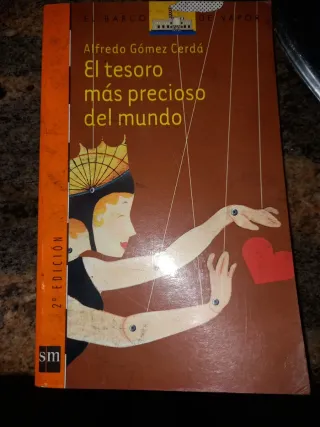 EL BARCO DE VAPOR
Alfredo Gómez Cerdá
El tesoro
más precioso
del mundo
2ª EDICIÓN
sm